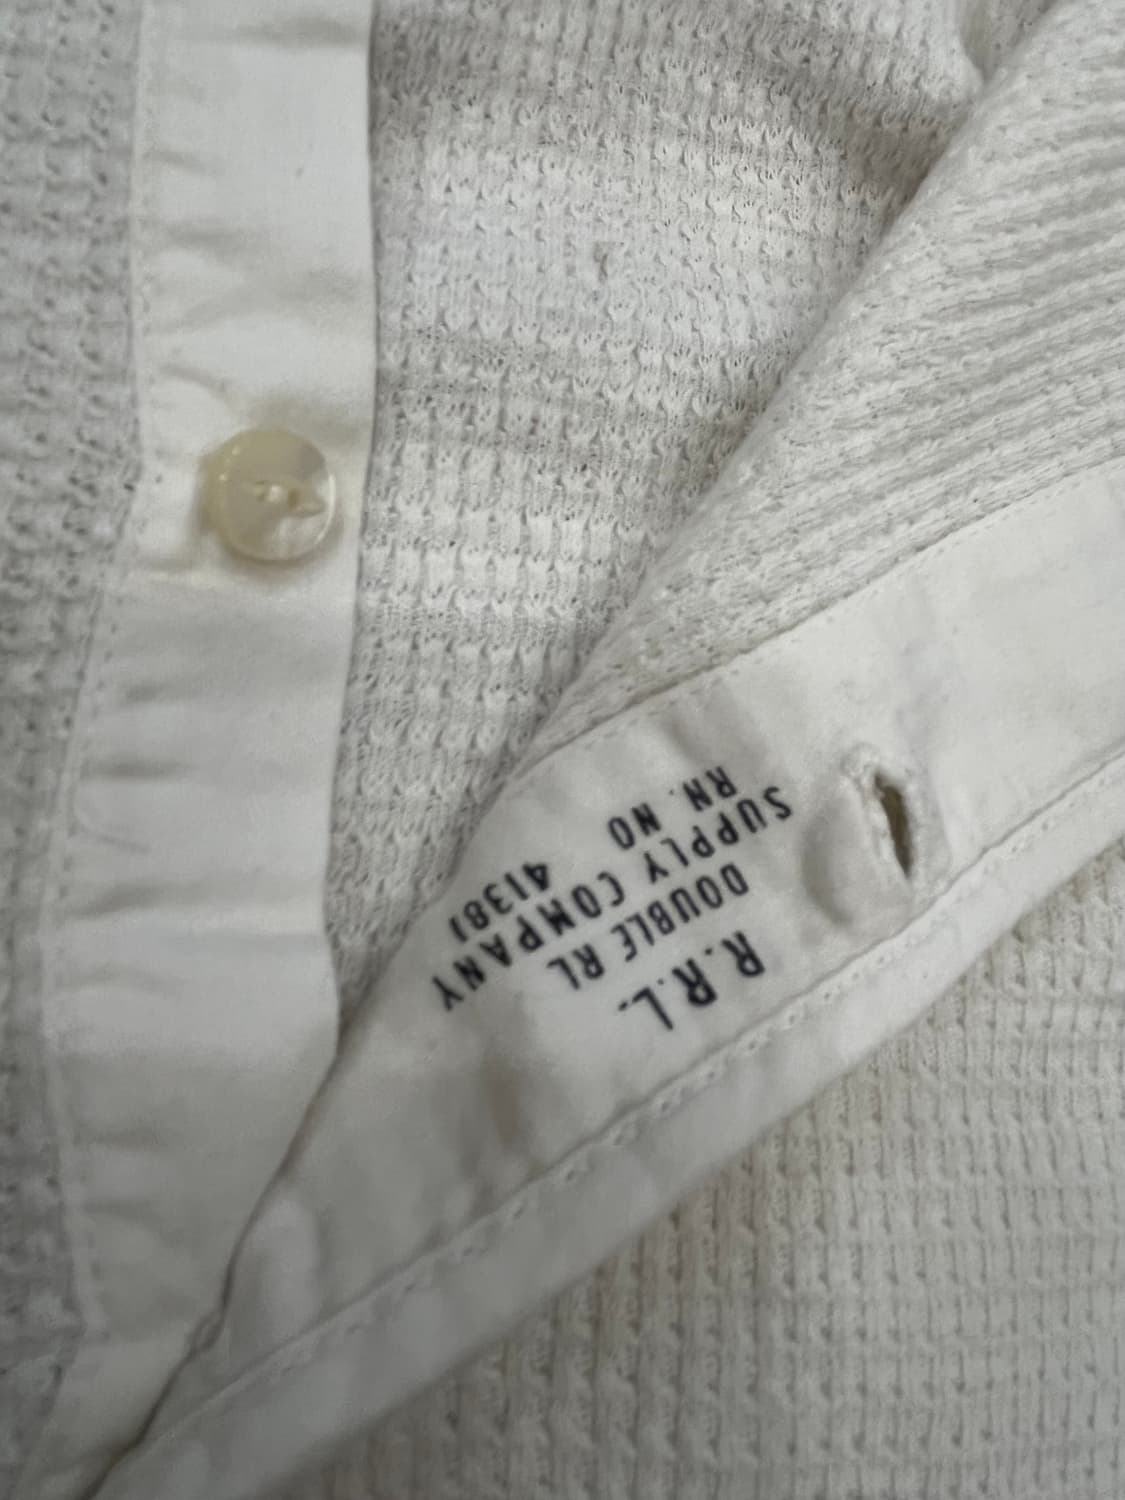 R.R.L.
DOUBLE RL
SUPPLY COMPANY
RN. NO 41381